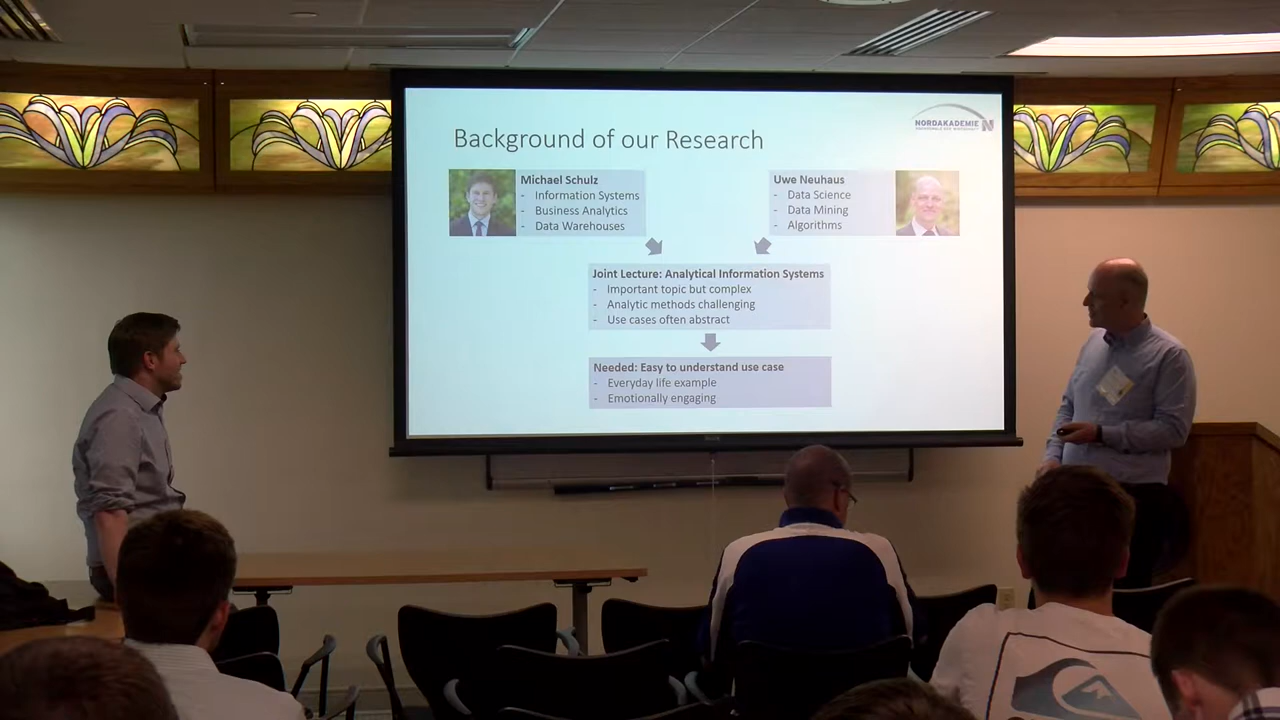 NORDAKADEMIE
Background of our Research
Michael Schulz
- Information Systems
- Business Analytics
- Data Warehouses
Uwe Neuhaus
- Data Science
- Data Mining
- Algorithms
Joint Lecture: Analytical Information Systems
- Important topic but complex
- Analytic methods challenging
- Use cases often abstract
Needed: Easy to understand use case
- Everyday life example
- Emotionally engaging